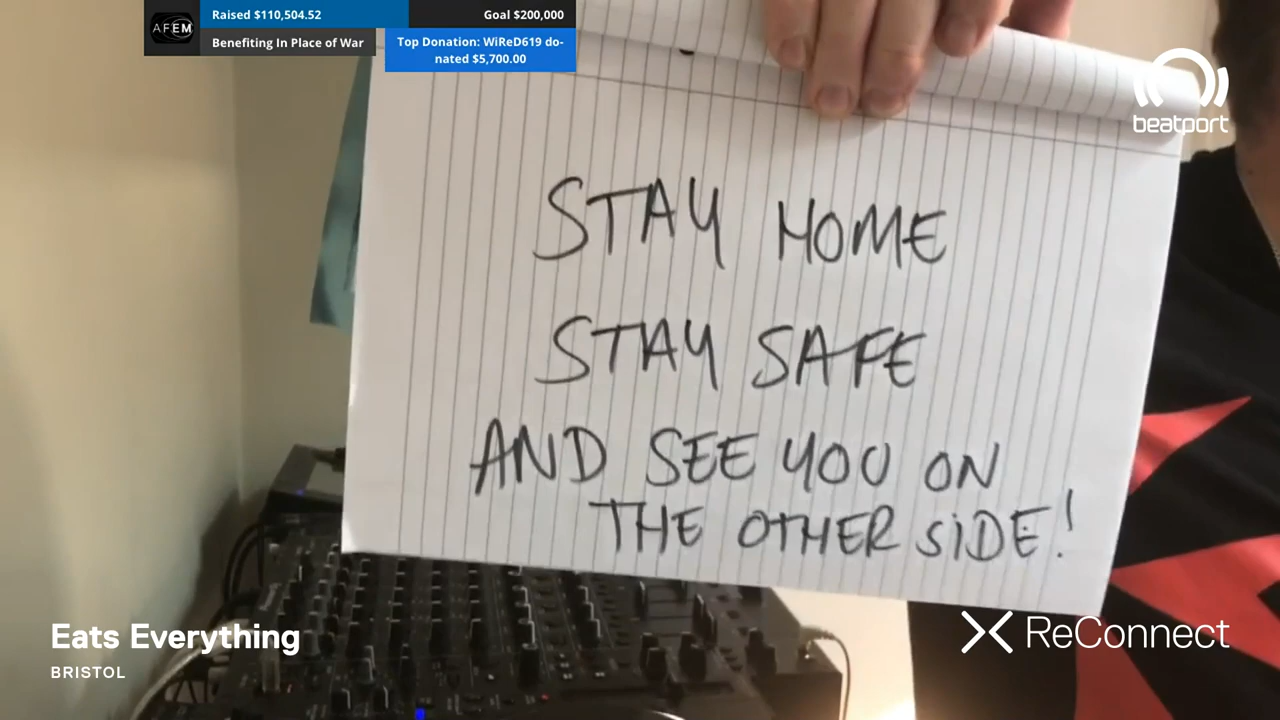 AFEM
Raised $110,504.52
Goal $200,000
Benefiting In Place of War
Top Donation: WiReD619 do-
nated $5,700.00
beatport
STAY HOME
STAY SAFE
AND SEE YOU ON
THE OTHER SiDE!
Eats Everything
BRISTOL
ReConnect